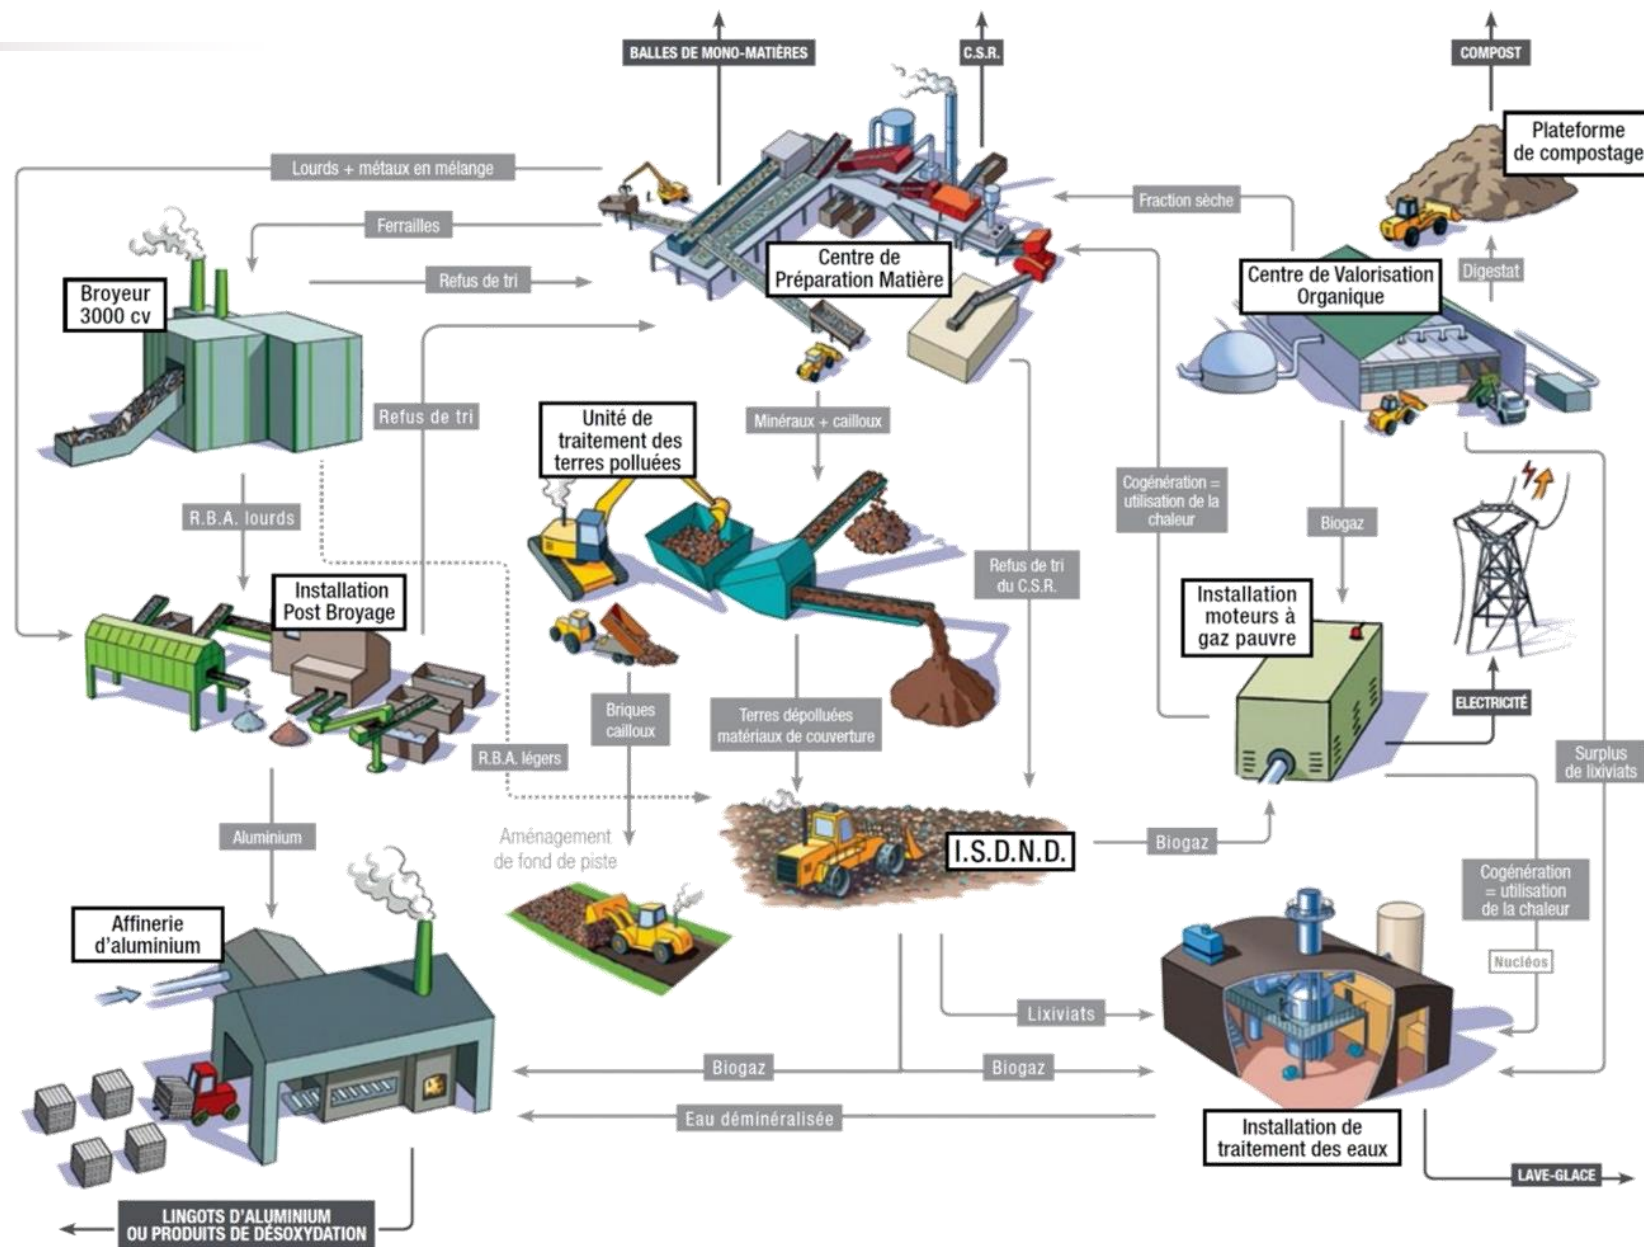 BALLES DE MONO-MATIÈRES
C.S.R.
COMPOST
Plateforme
de compostage
Lourds + métaux en mélange
Fraction sèche
Ferrailles
Centre de
Préparation Matière
Centre de Valorisation
Organique
Digestat
Refus de tri
Broyeur
3000 cv
Refus de tri
Unité de
traitement des
terres polluées
Minéraux + cailloux
Cogénération =
utilisation de la
chaleur
Biogaz
R.B.A. lourds
Refus de tri
du C.S.R.
Installation
Post Broyage
Installation
moteurs à
gaz pauvre
ELECTRICITÉ
Briques
cailloux
Terres dépolluées
matériaux de couverture
R.B.A. légers
Surplus
de lixiviats
Aluminium
Aménagement
de fond de piste
I.S.D.N.D.
Biogaz
Cogénération
= utilisation
de la chaleur
Nucléos
Affinerie
d'aluminium
Lixiviats
Biogaz
Biogaz
Eau déminéralisée
Installation de
traitement des eaux
LAVE-GLACE
LINGOTS D'ALUMINIUM
OU PRODUITS DE DÉSOXYDATION